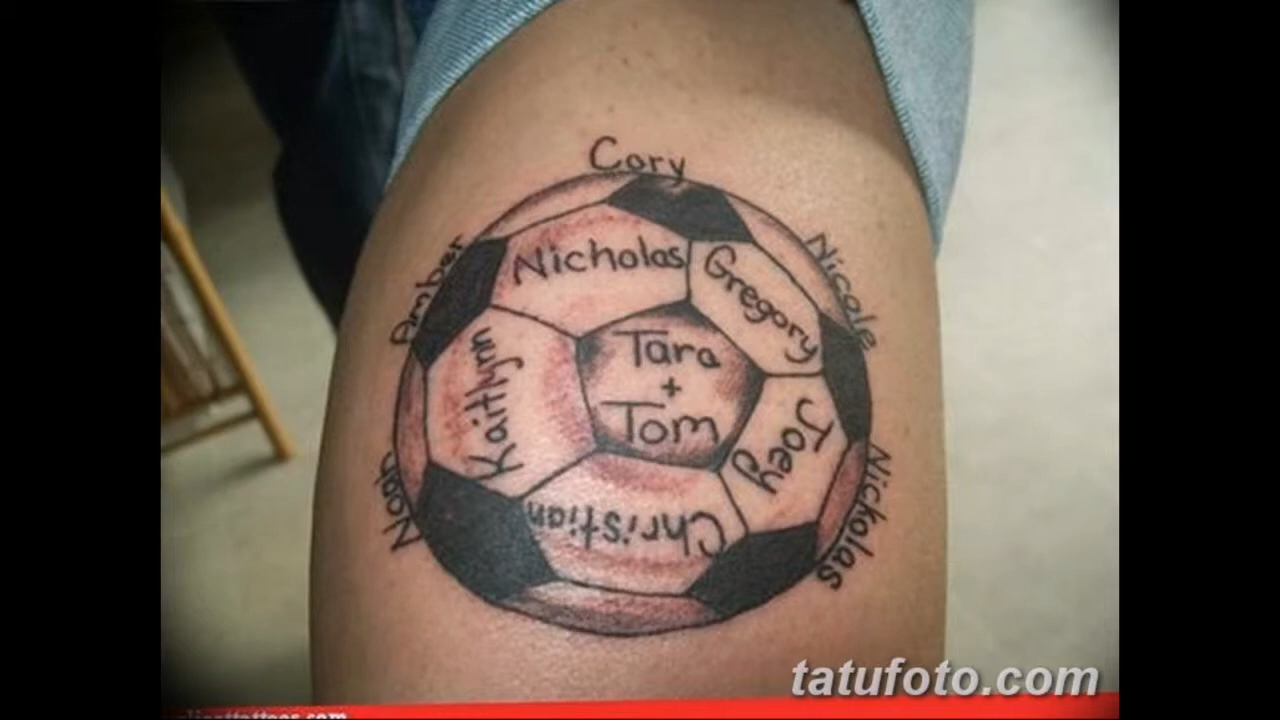 Cory
Nicole
Amber
Nicholas
Gregory
Tara
+
Tom
Kaitlynn
Joey
Christian
Noah
Nickolas
tatufoto.com